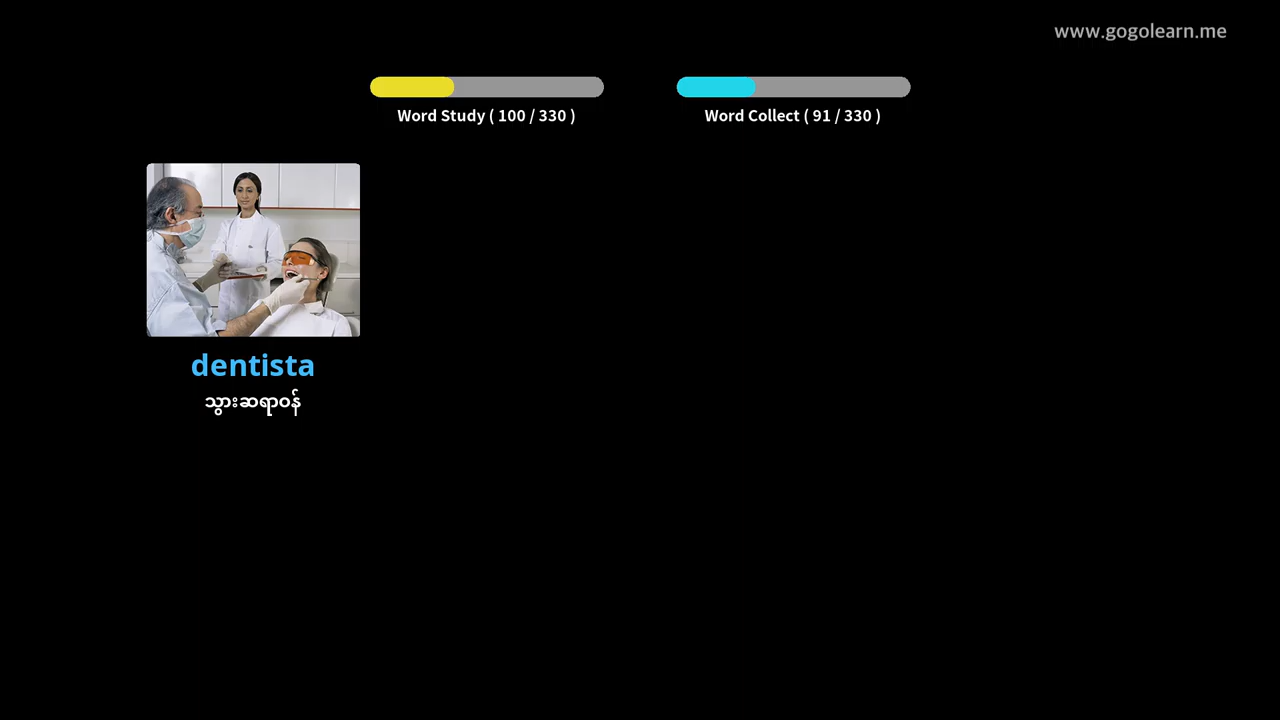 www.gogolearn.me
Word Study ( 100 / 330 )
Word Collect ( 91 / 330 )
dentista
သွားဆရာဝန်